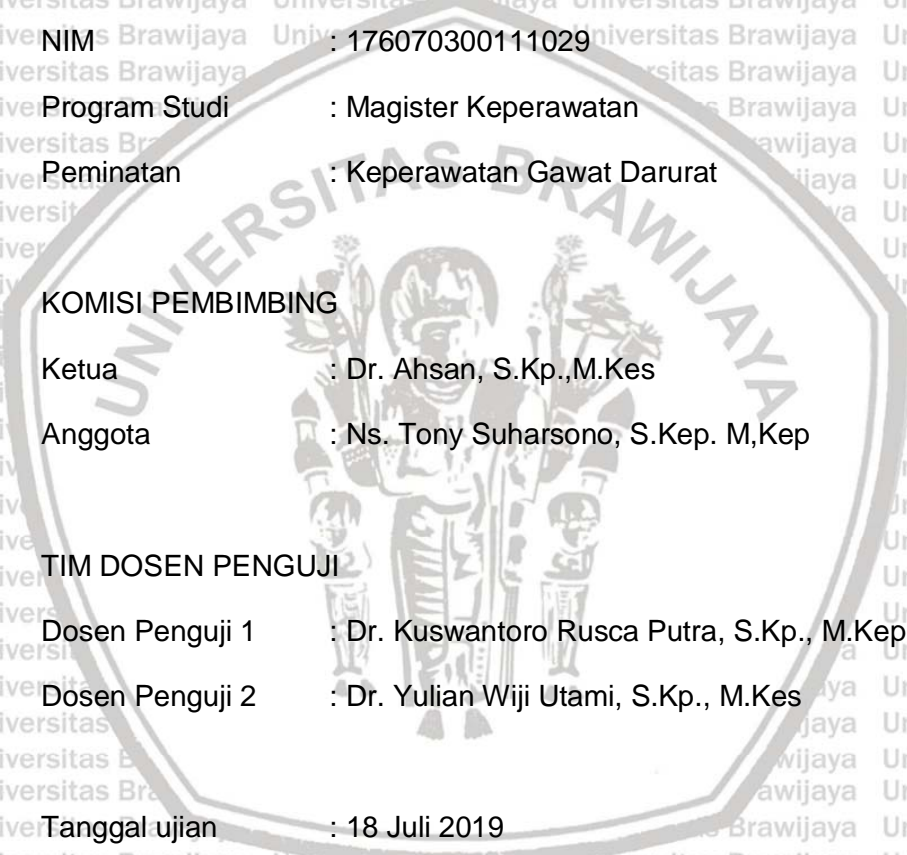 NIM : 176070300111029
Program Studi : Magister Keperawatan
Peminatan : Keperawatan Gawat Darurat
KOMISI PEMBIMBING
Ketua : Dr. Ahsan, S.Kp.,M.Kes
Anggota : Ns. Tony Suharsono, S.Kep. M,Kep
TIM DOSEN PENGUJI
Dosen Penguji 1 : Dr. Kuswantoro Rusca Putra, S.Kp., M.Kep
Dosen Penguji 2 : Dr. Yulian Wiji Utami, S.Kp., M.Kes
Tanggal ujian : 18 Juli 2019
UNIVERSITAS BRAWIJAYA